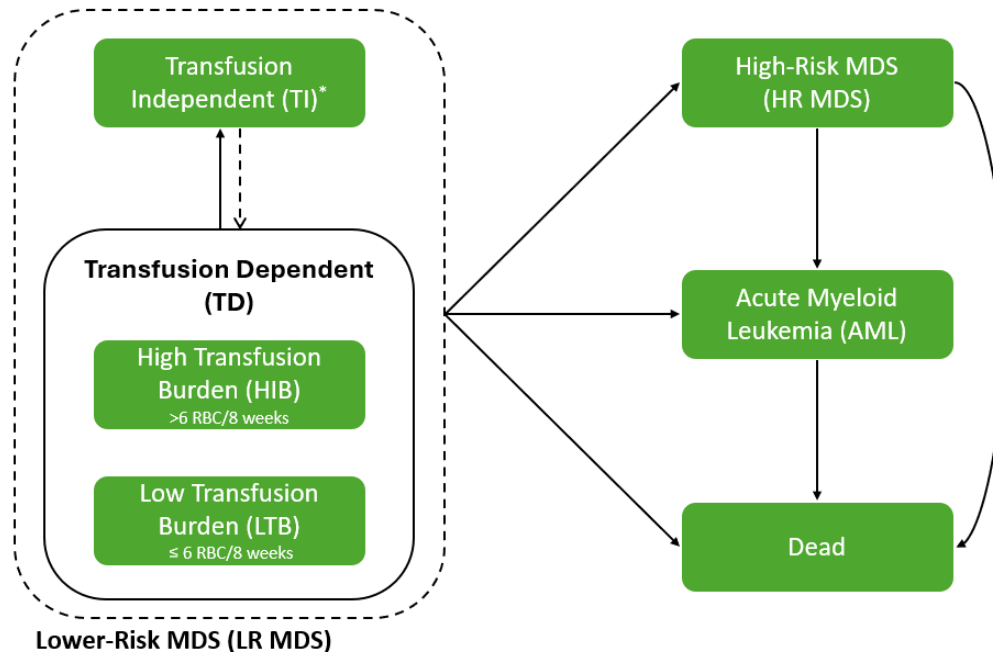 Transfusion
Independent (TI)*
Transfusion Dependent
(TD)
High Transfusion
Burden (HIB)
>6 RBC/8 weeks
Low Transfusion
Burden (LTB)
≤ 6 RBC/8 weeks
Lower-Risk MDS (LR MDS)
High-Risk MDS
(HR MDS)
Acute Myeloid
Leukemia (AML)
Dead